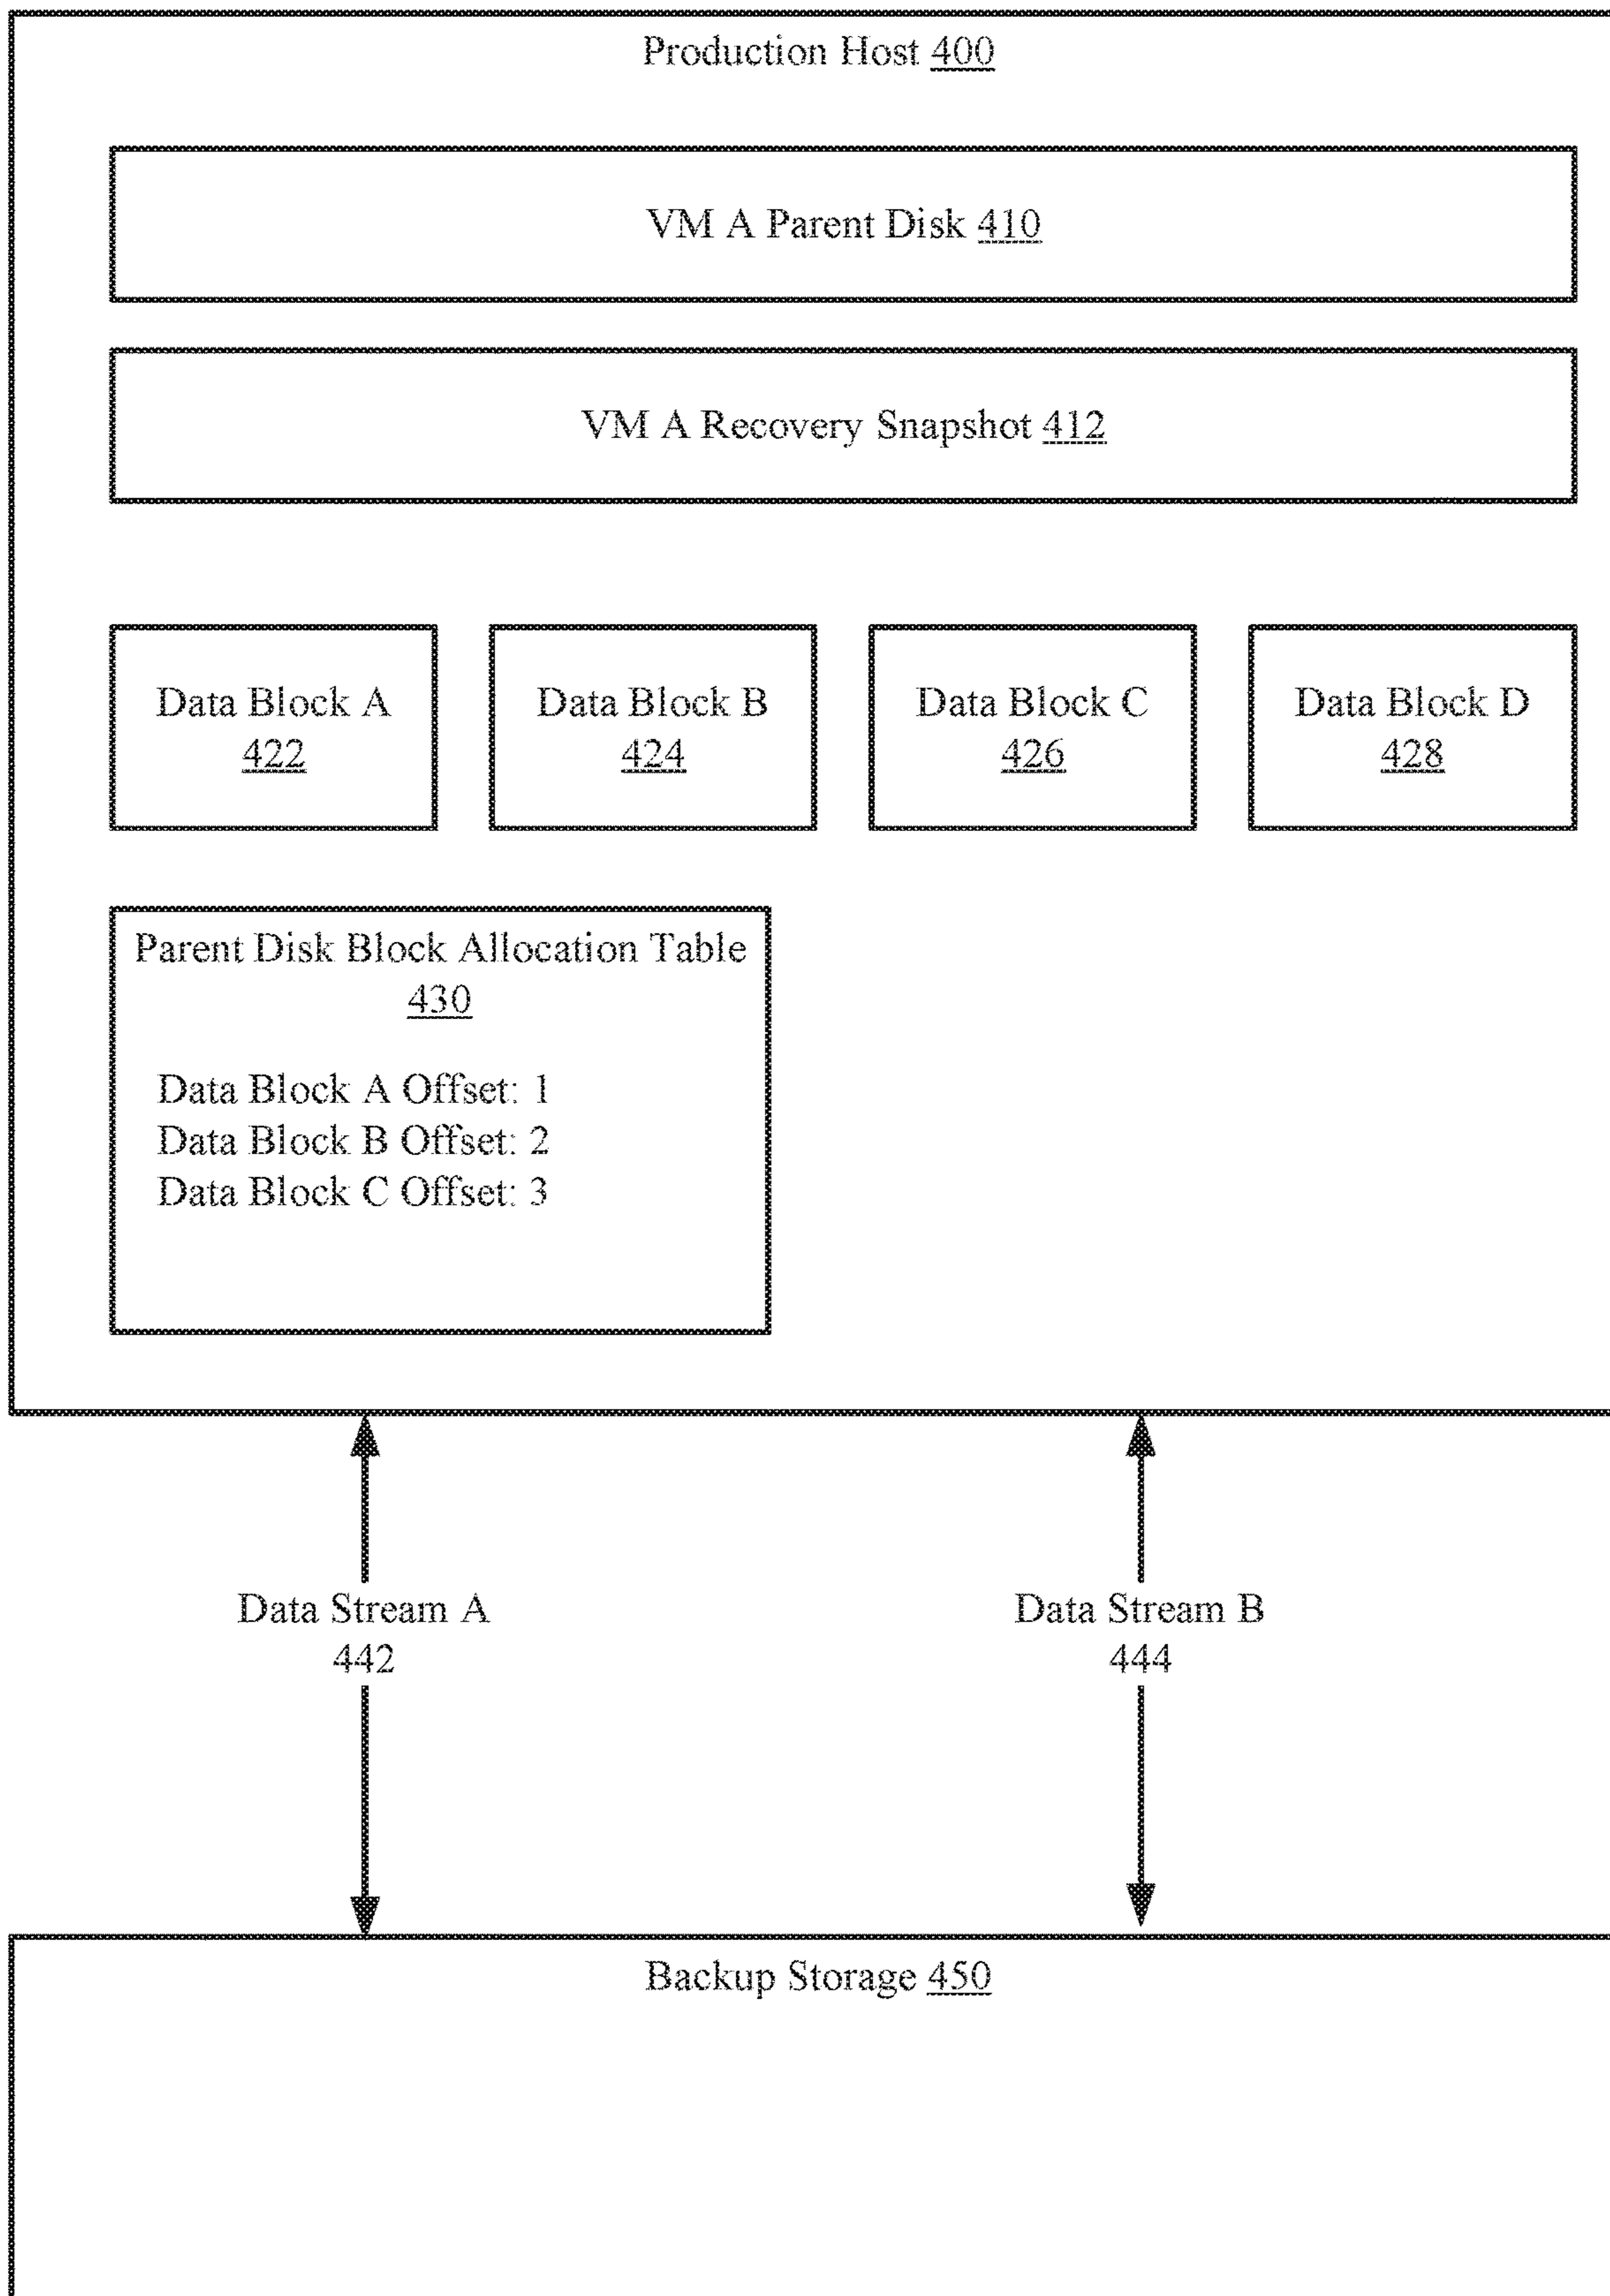 Production Host 400
VM A Parent Disk 410
VM A Recovery Snapshot 412
Data Block A
422
Data Block B
424
Data Block C
426
Data Block D
428
Parent Disk Block Allocation Table
430
Data Block A Offset: 1
Data Block B Offset: 2
Data Block C Offset: 3
Data Stream A
442
Data Stream B
444
Backup Storage 450